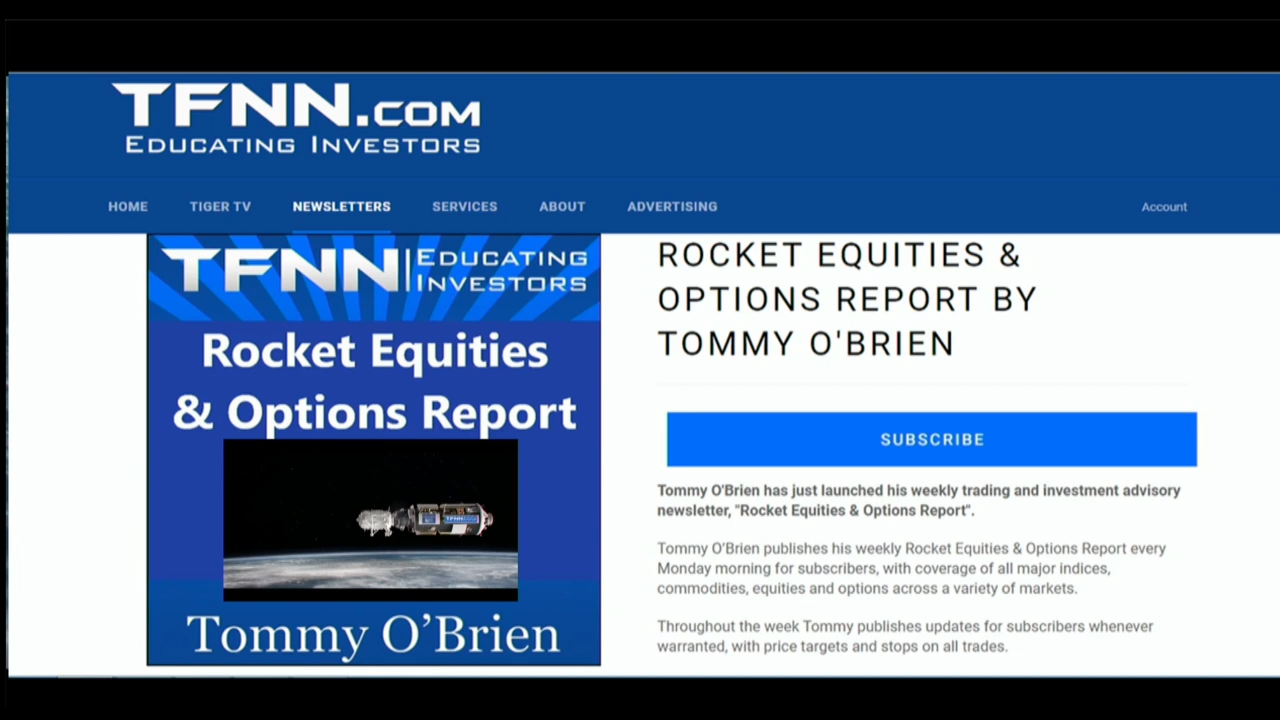 TFNN.COM
EDUCATING INVESTORS
HOME TIGER TV NEWSLETTERS SERVICES ABOUT ADVERTISING Account
TFNN | EDUCATING
INVESTORS
Rocket Equities
& Options Report
TFNN
Tommy O’Brien
ROCKET EQUITIES &
OPTIONS REPORT BY
TOMMY O'BRIEN
SUBSCRIBE
Tommy O'Brien has just launched his weekly trading and investment advisory
newsletter, "Rocket Equities & Options Report".
Tommy O’Brien publishes his weekly Rocket Equities & Options Report every
Monday morning for subscribers, with coverage of all major indices,
commodities, equities and options across a variety of markets.
Throughout the week Tommy publishes updates for subscribers whenever
warranted, with price targets and stops on all trades.